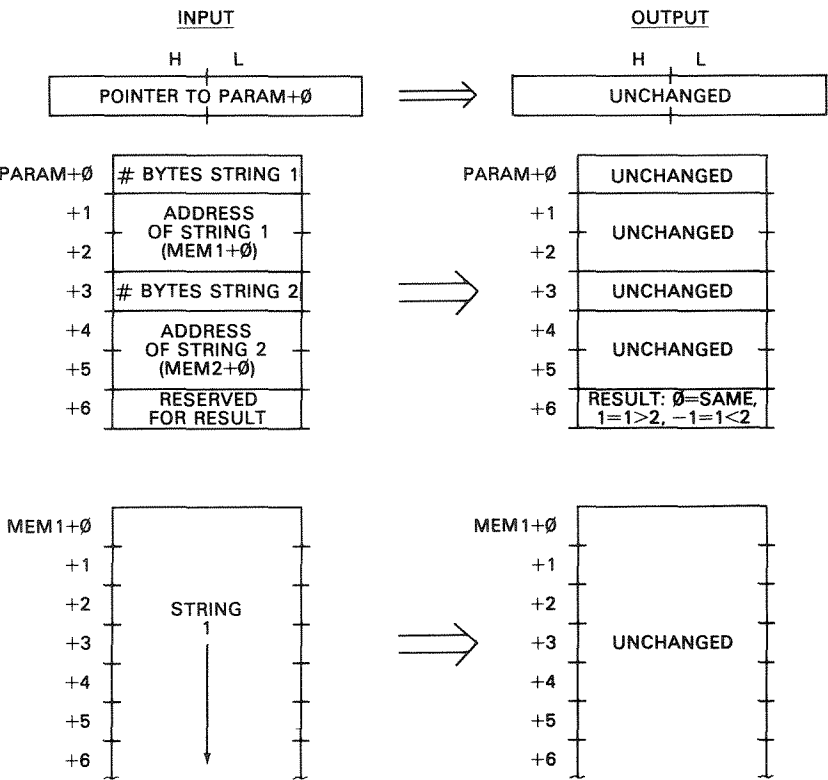 INPUT OUTPUT
H L H L
POINTER TO PARAM+Ø UNCHANGED
PARAM+Ø # BYTES STRING 1 PARAM+Ø UNCHANGED
+1 ADDRESS +1
OF STRING 1 UNCHANGED
+2 (MEM1+Ø) +2
+3 # BYTES STRING 2 +3 UNCHANGED
+4 ADDRESS +4
OF STRING 2 UNCHANGED
+5 (MEM2+Ø) +5
+6 RESERVED +6 RESULT: Ø=SAME,
FOR RESULT 1=1>2, −1=1<2
MEM1+Ø MEM1+Ø
+1 +1
+2 STRING +2
1
+3 +3 UNCHANGED
+4 +4
+5 +5
+6 +6